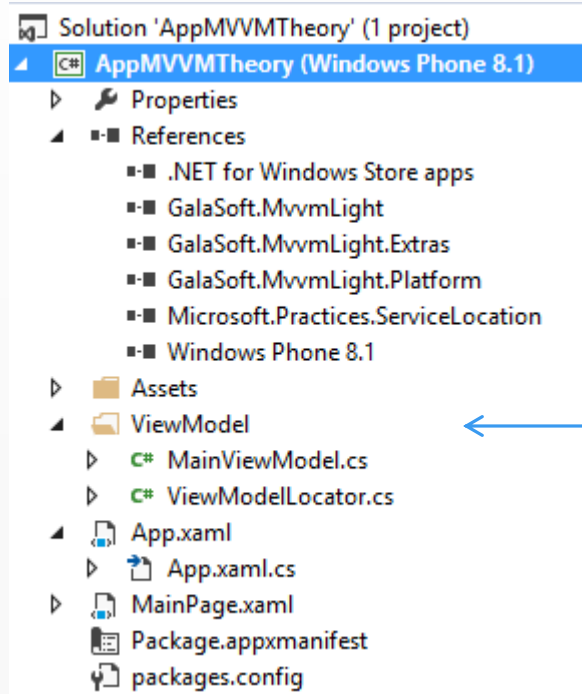 Solution 'AppMVVMTheory' (1 project)
C# AppMVVMTheory (Windows Phone 8.1)
Properties
References
.NET for Windows Store apps
GalaSoft.MvvmLight
GalaSoft.MvvmLight.Extras
GalaSoft.MvvmLight.Platform
Microsoft.Practices.ServiceLocation
Windows Phone 8.1
Assets
ViewModel
C# MainViewModel.cs
C# ViewModelLocator.cs
App.xaml
App.xaml.cs
MainPage.xaml
Package.appxmanifest
packages.config